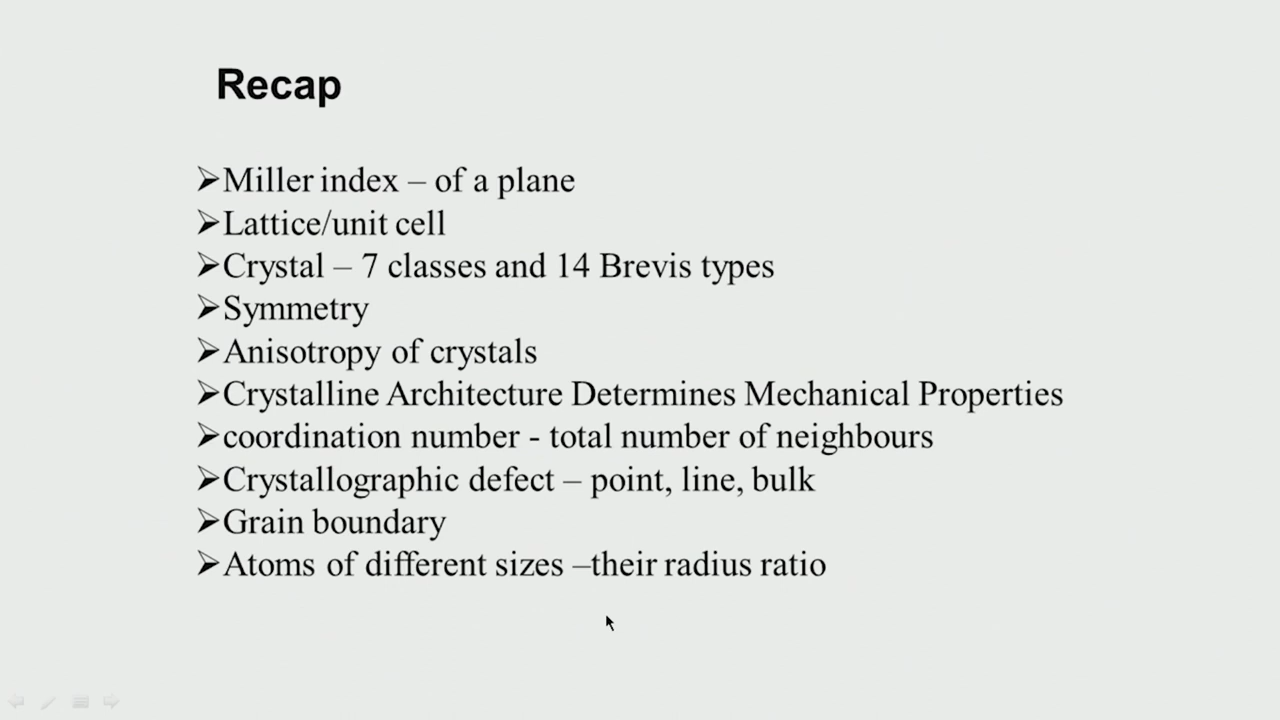 Recap
➢Miller index – of a plane
➢Lattice/unit cell
➢Crystal – 7 classes and 14 Brevis types
➢Symmetry
➢Anisotropy of crystals
➢Crystalline Architecture Determines Mechanical Properties
➢coordination number - total number of neighbours
➢Crystallographic defect – point, line, bulk
➢Grain boundary
➢Atoms of different sizes –their radius ratio